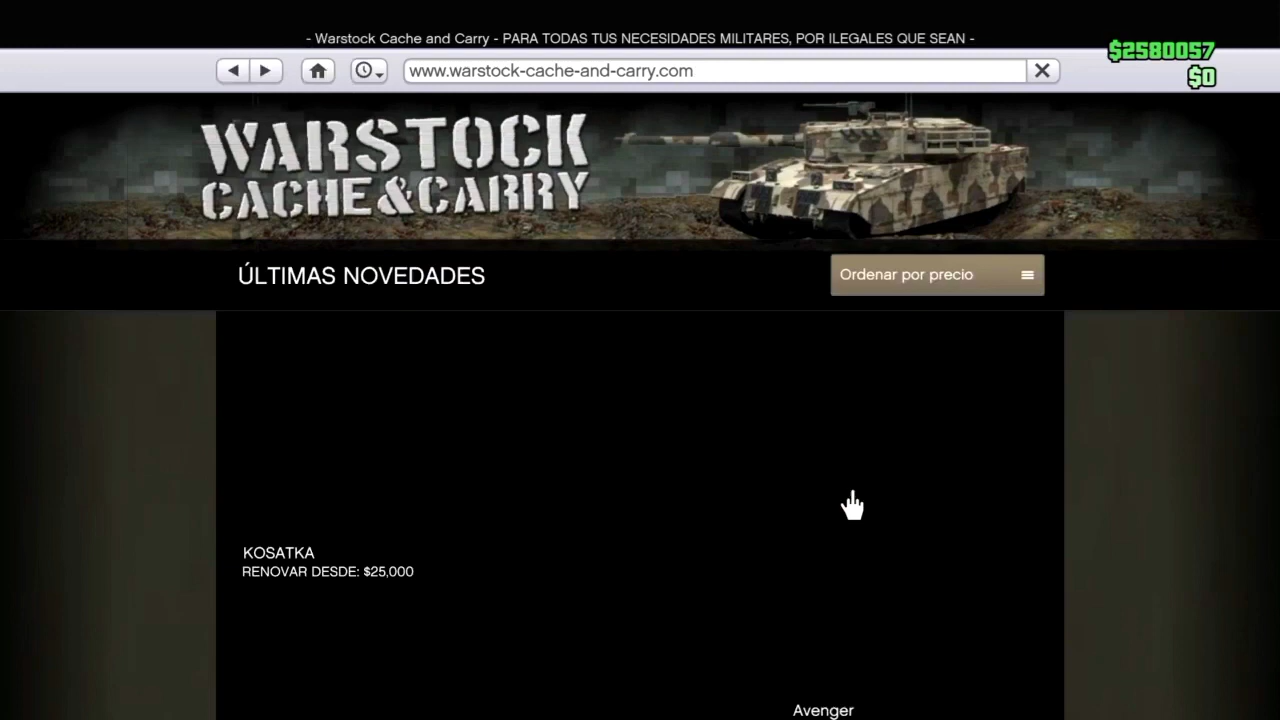 - Warstock Cache and Carry - PARA TODAS TUS NECESIDADES MILITARES, POR ILEGALES QUE SEAN -
$2580057
$0
www.warstock-cache-and-carry.com
WARSTOCK
CACHE&CARRY
ÚLTIMAS NOVEDADES
Ordenar por precio
KOSATKA
RENOVAR DESDE: $25,000
Avenger